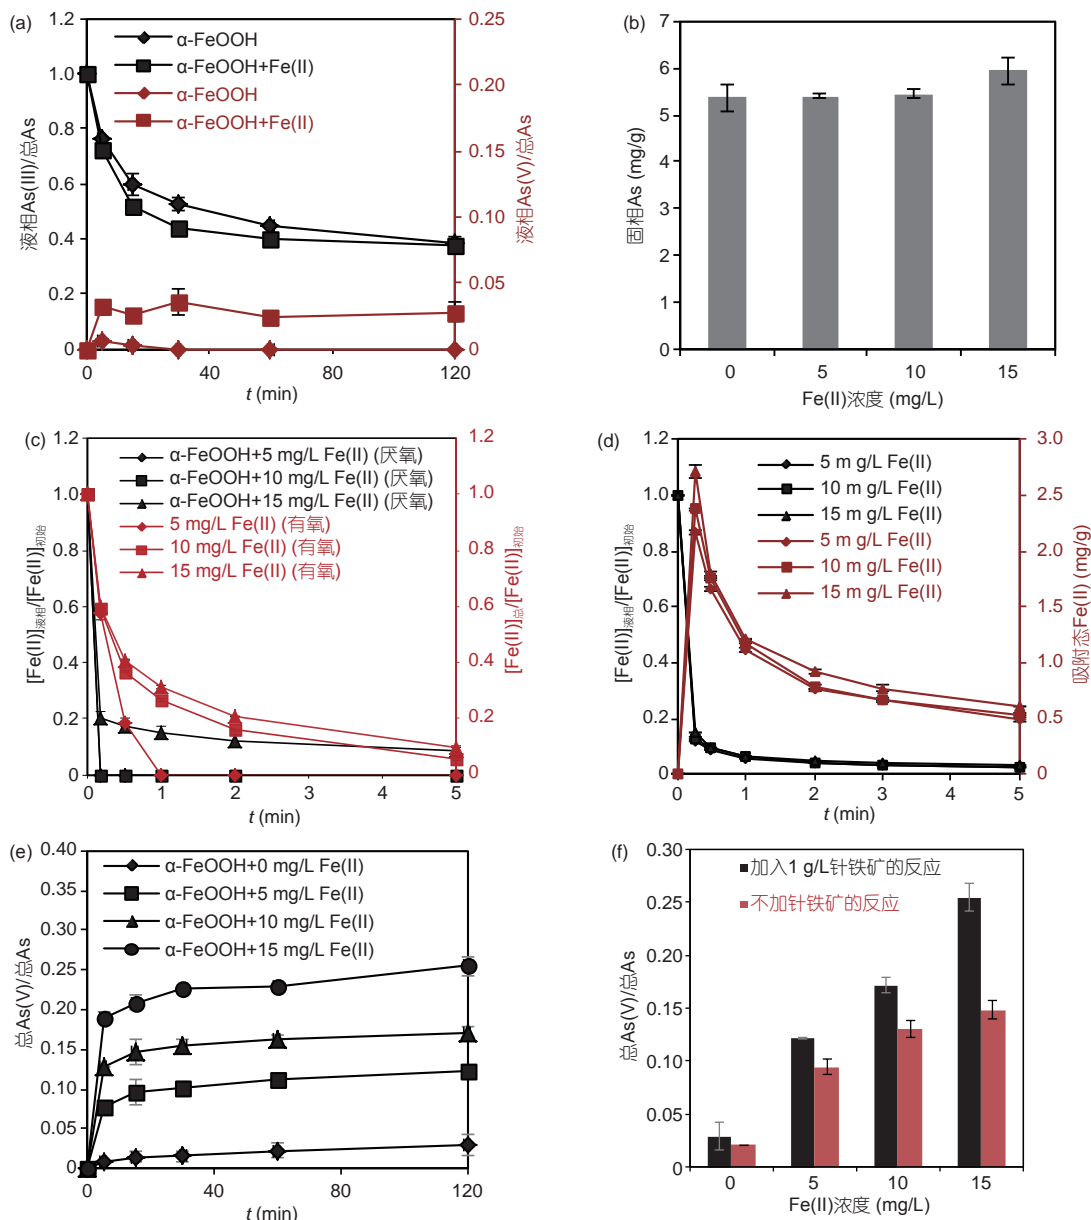 (a)
1.2
1.0
0.8
0.6
0.4
0.2
0
液相As(III)/总As
α-FeOOH
α-FeOOH+Fe(II)
α-FeOOH
α-FeOOH+Fe(II)
0.25
0.20
0.15
0.10
0.05
0
液相As(V)/总As
0 40 80 120
t (min)
(b)
7
6
5
4
3
2
1
0
固相As (mg/g)
0 5 10 15
Fe(II)浓度 (mg/L)
(c)
1.2
1.0
0.8
0.6
0.4
0.2
0
[Fe(II)]液相/[Fe(II)]初始
α-FeOOH+5 mg/L Fe(II) (厌氧)
α-FeOOH+10 mg/L Fe(II) (厌氧)
α-FeOOH+15 mg/L Fe(II) (厌氧)
5 mg/L Fe(II) (有氧)
10 mg/L Fe(II) (有氧)
15 mg/L Fe(II) (有氧)
1.2
1.0
0.8
0.6
0.4
0.2
0
[Fe(II)]总/[Fe(II)]初始
0 1 2 3 4 5
t (min)
(d)
1.2
1.0
0.8
0.6
0.4
0.2
0
[Fe(II)]液相/[Fe(II)]初始
5 m g/L Fe(II)
10 m g/L Fe(II)
15 m g/L Fe(II)
5 m g/L Fe(II)
10 m g/L Fe(II)
15 m g/L Fe(II)
3.0
2.5
2.0
1.5
1.0
0.5
0
吸附态Fe(II) (mg/g)
0 1 2 3 4 5
t (min)
(e)
0.40
0.35
0.30
0.25
0.20
0.15
0.10
0.05
0
总As(V)/总As
α-FeOOH+0 mg/L Fe(II)
α-FeOOH+5 mg/L Fe(II)
α-FeOOH+10 mg/L Fe(II)
α-FeOOH+15 mg/L Fe(II)
0 40 80 120
t (min)
(f)
0.30
0.25
0.20
0.15
0.10
0.05
0
总As(V)/总As
加入1 g/L针铁矿的反应
不加针铁矿的反应
0 5 10 15
Fe(II)浓度 (mg/L)